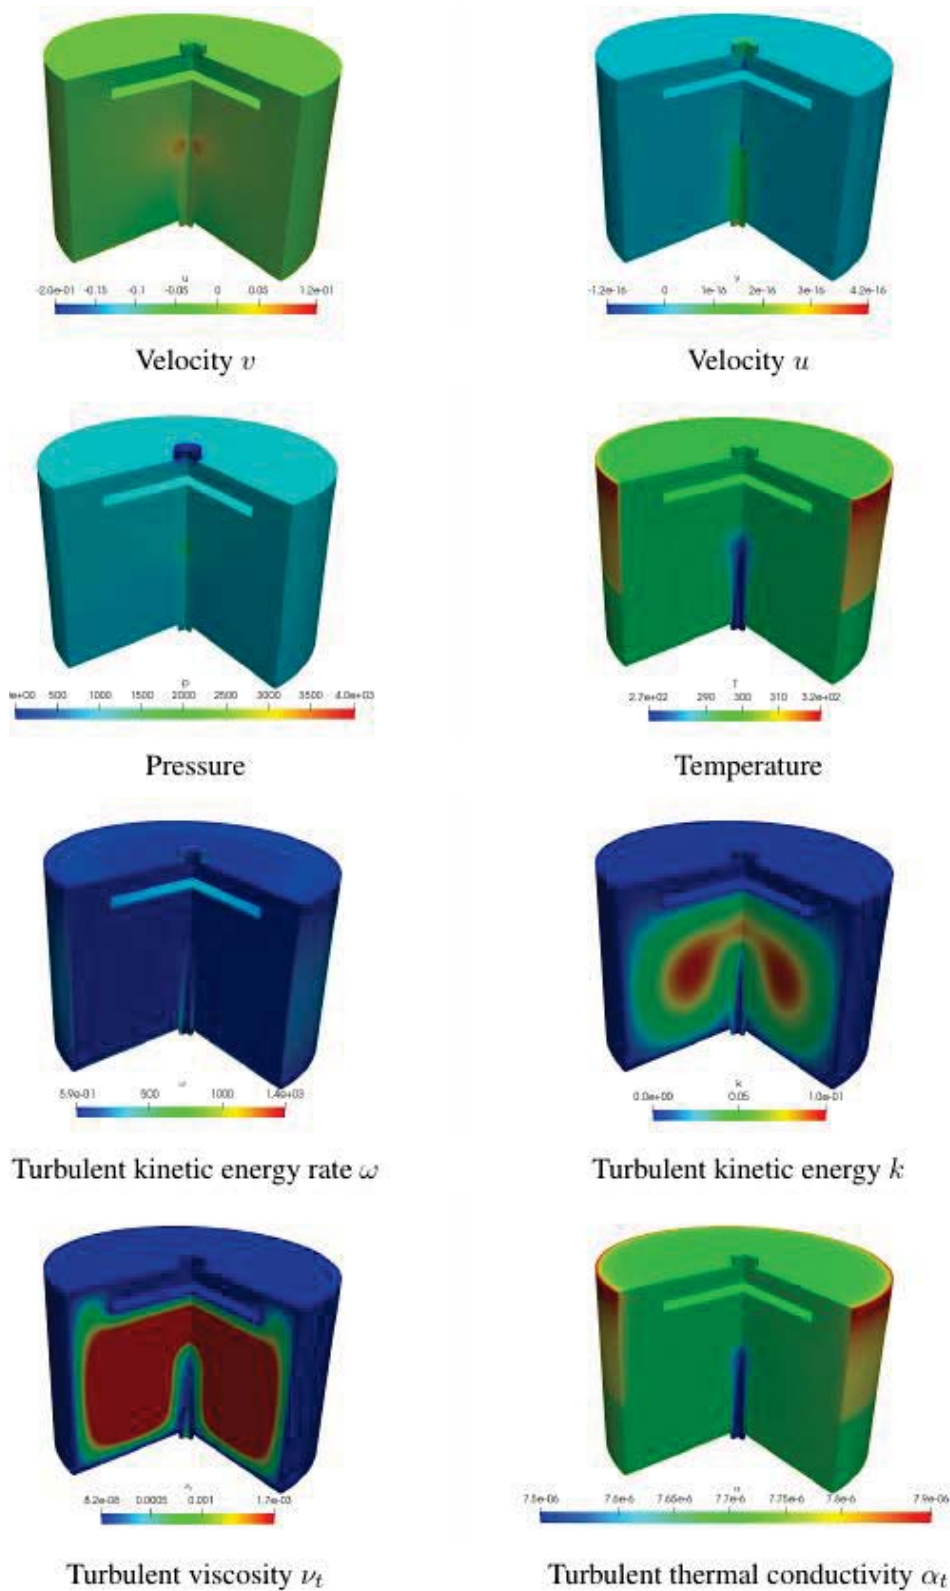 u v
-2.0e-01 -0.15 -0.1 -0.05 0 0.05 1.2e-01 -1.2e-16 0 1e-16 2e-16 3e-16 4.2e-16
Velocity v Velocity u
p T
e+00 500 1000 1500 2000 2500 3000 3500 4.0e+03 2.7e+02 290 300 310 3.2e+02
Pressure Temperature
k
5.9e-01 500 1000 1.4e+03 0.0e+00 0.05 1.0e-01
Turbulent kinetic energy rate ω Turbulent kinetic energy k
8.2e-08 0.0005 0.001 1.7e-03 7.5e-06 7.6e-6 7.65e-6 7.7e-6 7.75e-6 7.8e-6 7.9e-06
Turbulent viscosity νt Turbulent thermal conductivity αt